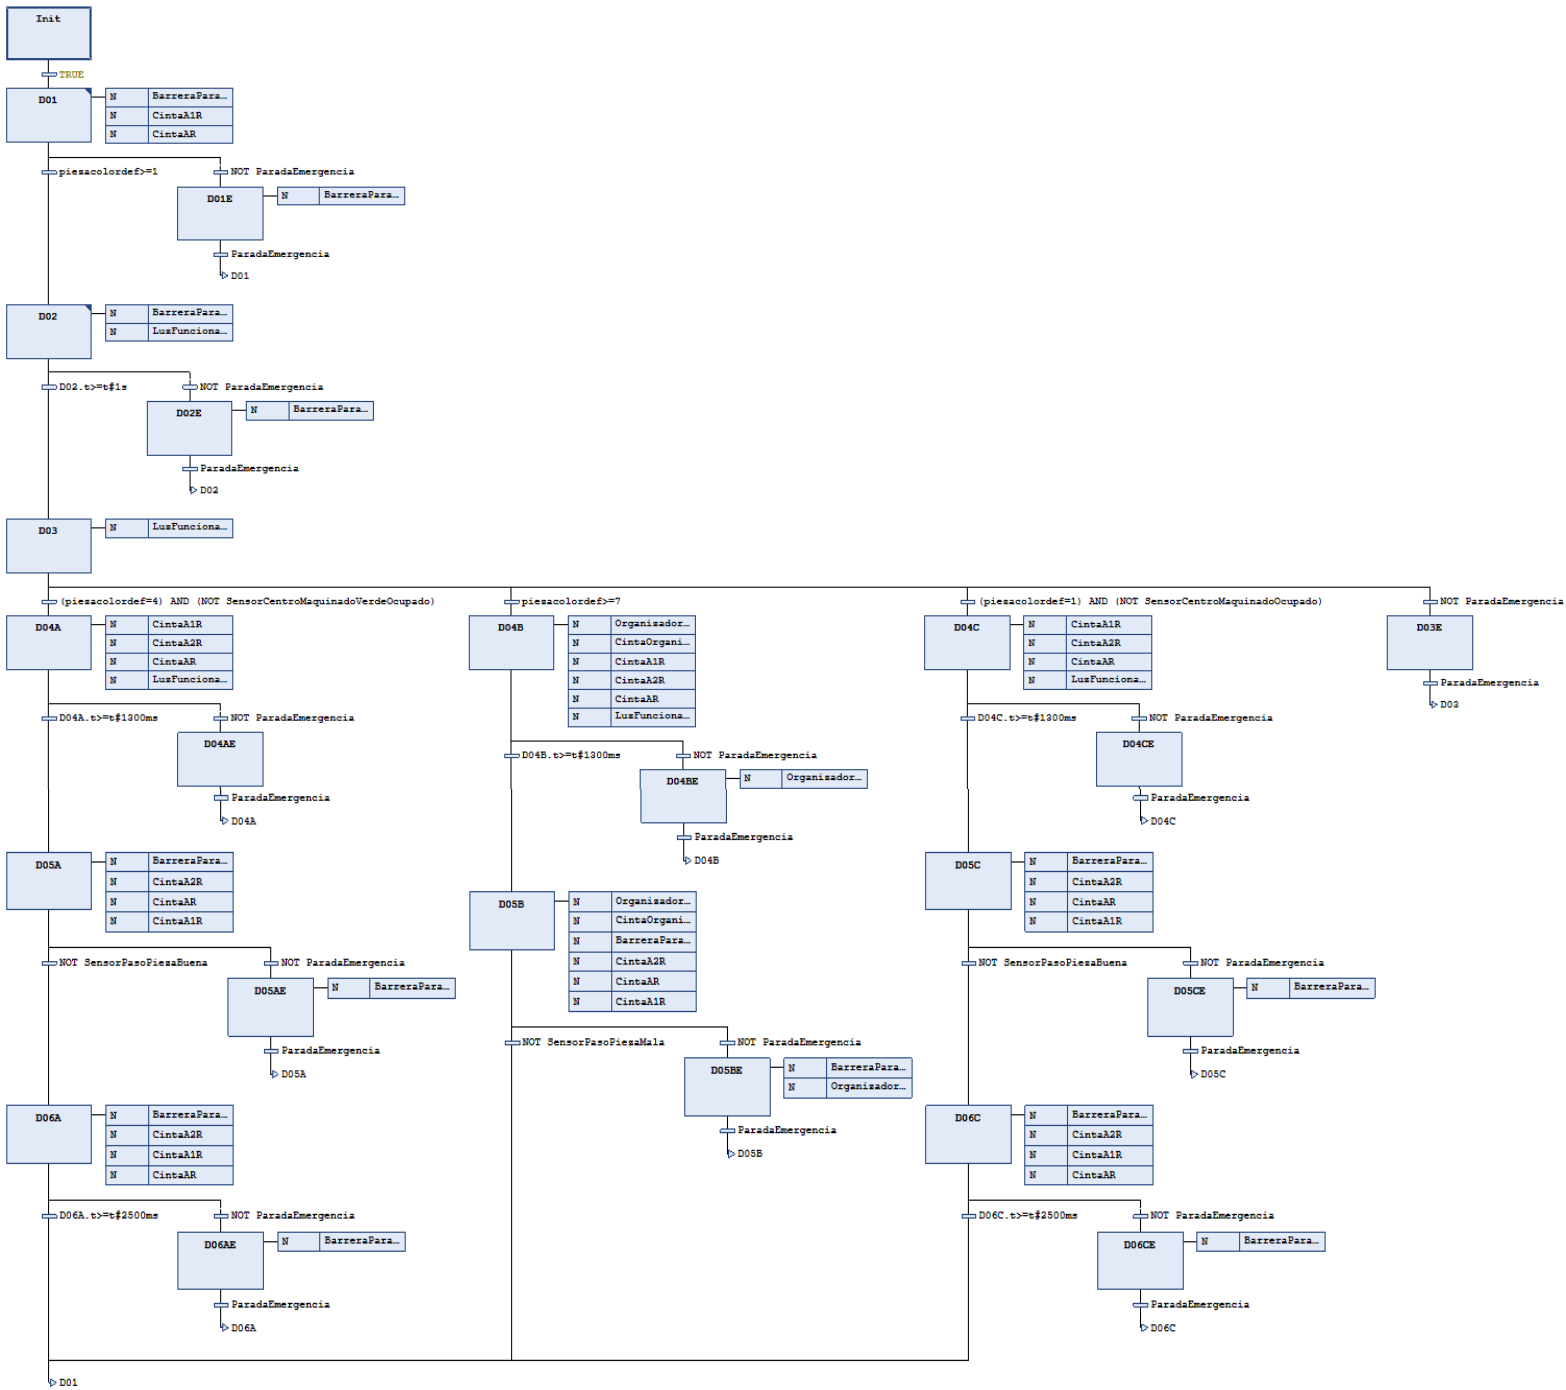 Init
TRUE
D01
N BarreraPara...
N CintaA1R
N CintaAR
piezacolordef>=1
NOT ParadaEmergencia
D01E
N BarreraPara...
ParadaEmergencia
D01
D02
N BarreraPara...
N LuzFunciona...
D02.t>=t#1s
NOT ParadaEmergencia
D02E
N BarreraPara...
ParadaEmergencia
D02
D03
N LuzFunciona...
(piezacolordef=4) AND (NOT SensorCentroMaquinadoVerdeOcupado)
piezacolordef>=7
(piezacolordef=1) AND (NOT SensorCentroMaquinadoOcupado)
NOT ParadaEmergencia
D04A
N CintaA1R
N CintaA2R
N CintaAR
N LuzFunciona...
D04B
N Organizador...
N CintaOrgani...
N CintaA1R
N CintaA2R
N CintaAR
N LuzFunciona...
D04C
N CintaA1R
N CintaA2R
N CintaAR
N LuzFunciona...
D03E
ParadaEmergencia
D03
D04A.t>=t#1300ms
NOT ParadaEmergencia
D04AE
ParadaEmergencia
D04A
D04B.t>=t#1300ms
NOT ParadaEmergencia
D04BE
N Organizador...
ParadaEmergencia
D04B
D04C.t>=t#1300ms
NOT ParadaEmergencia
D04CE
ParadaEmergencia
D04C
D05A
N BarreraPara...
N CintaA2R
N CintaAR
N CintaA1R
D05B
N Organizador...
N CintaOrgani...
N BarreraPara...
N CintaA2R
N CintaAR
N CintaA1R
D05C
N BarreraPara...
N CintaA2R
N CintaAR
N CintaA1R
NOT SensorPasoPiezaBuena
NOT ParadaEmergencia
D05AE
N BarreraPara...
ParadaEmergencia
D05A
NOT SensorPasoPiezaMala
NOT ParadaEmergencia
D05BE
N BarreraPara...
N Organizador...
ParadaEmergencia
D05B
NOT SensorPasoPiezaBuena
NOT ParadaEmergencia
D05CE
N BarreraPara...
ParadaEmergencia
D05C
D06A
N BarreraPara...
N CintaA2R
N CintaA1R
N CintaAR
D06C
N BarreraPara...
N CintaA2R
N CintaA1R
N CintaAR
D06A.t>=t#2500ms
NOT ParadaEmergencia
D06AE
N BarreraPara...
ParadaEmergencia
D06A
D06C.t>=t#2500ms
NOT ParadaEmergencia
D06CE
N BarreraPara...
ParadaEmergencia
D06C
D01